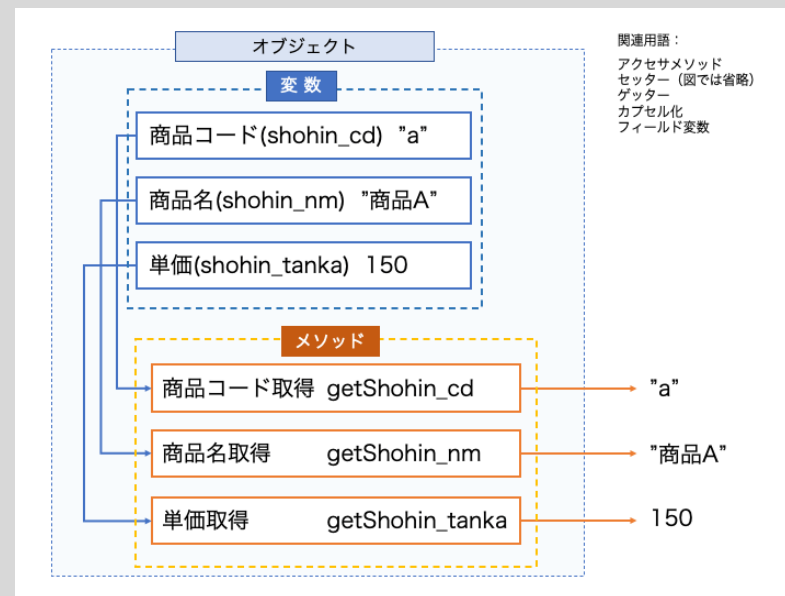 オブジェクト
変 数
商品コード(shohin_cd) ”a”
商品名(shohin_nm) ”商品A”
単価(shohin_tanka) 150
メソッド
商品コード取得 getShohin_cd
”a”
商品名取得 getShohin_nm
”商品A”
単価取得 getShohin_tanka
150
関連用語：
アクセサメソッド
セッター（図では省略）
ゲッター
カプセル化
フィールド変数